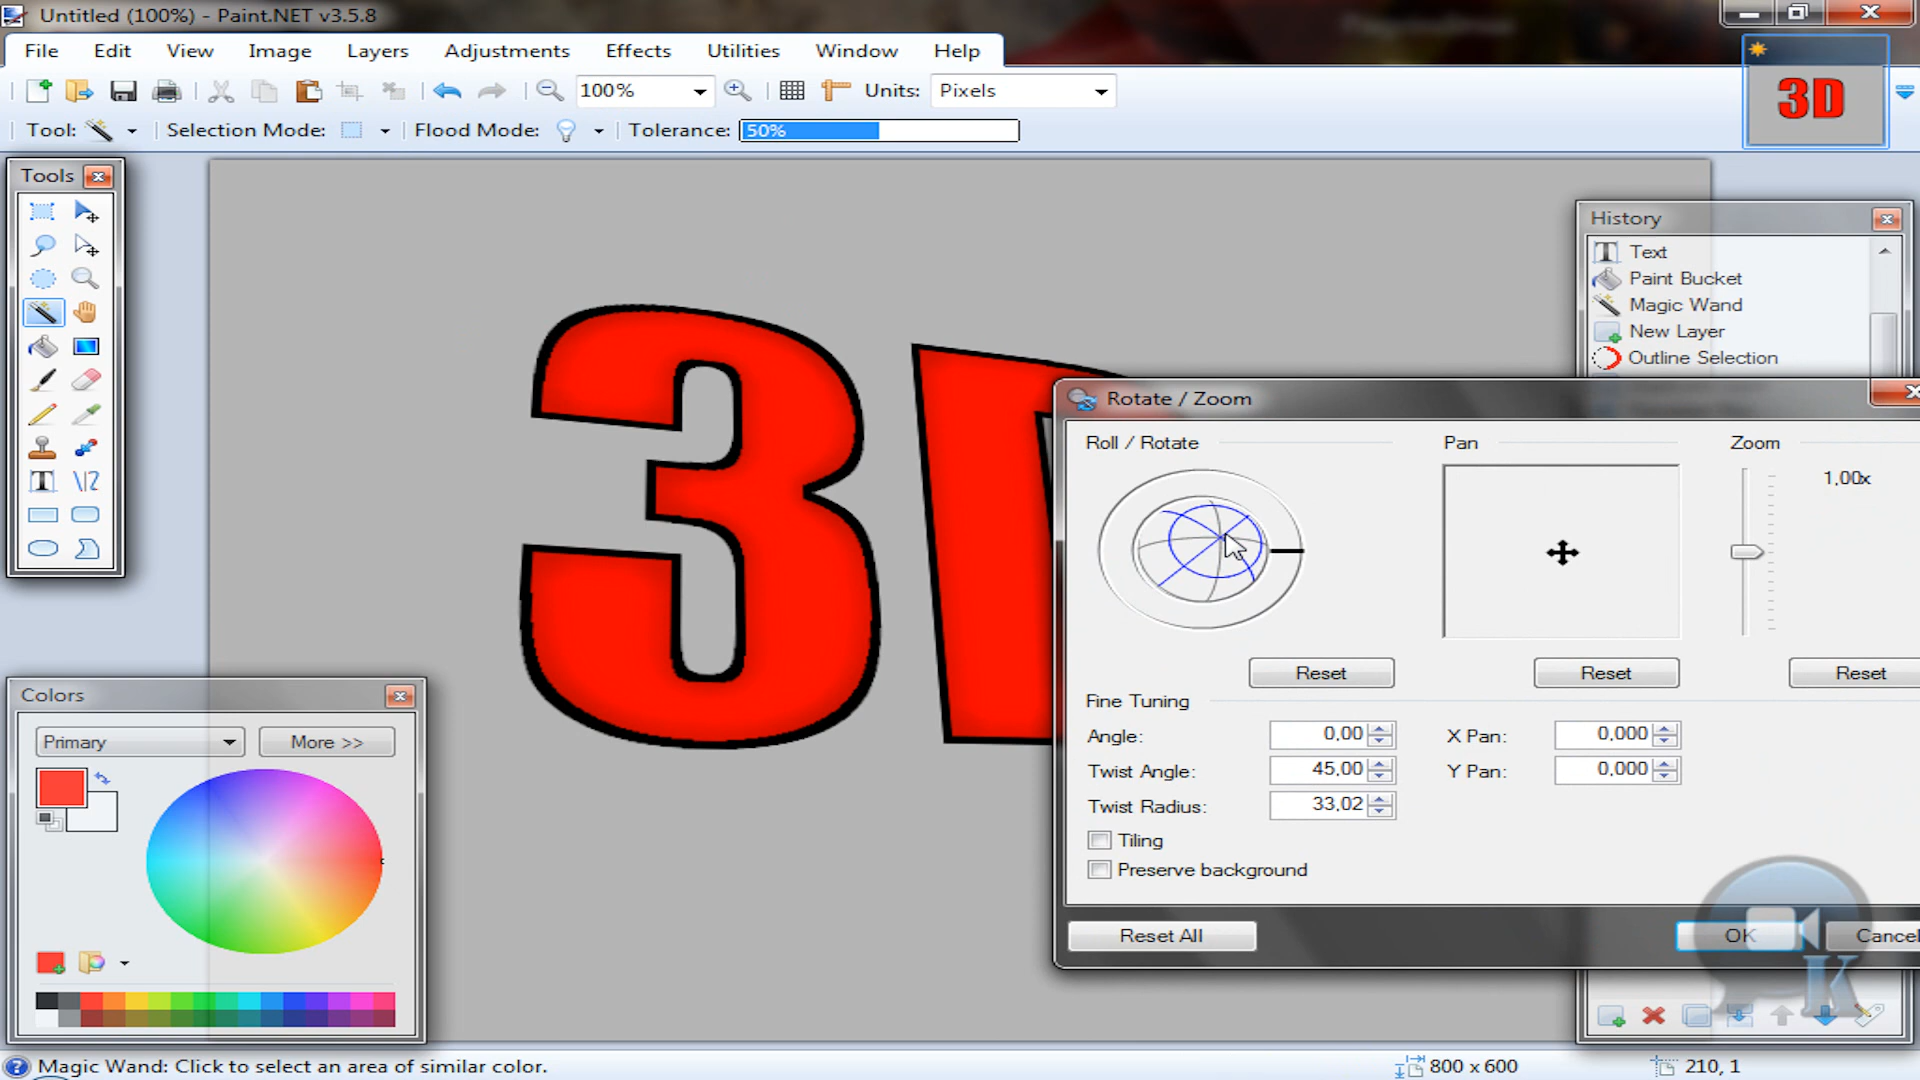 Untitled (100%) - Paint.NET v3.5.8
File Edit View Image Layers Adjustments Effects Utilities Window Help
100% Units: Pixels
Tool: Selection Mode: Flood Mode: Tolerance: 50%
3D
Tools
History
Text
Paint Bucket
Magic Wand
New Layer
Outline Selection
3
Rotate / Zoom
Roll / Rotate Pan Zoom
1,00x
Reset Reset Reset
Fine Tuning
Angle: 0,00 X Pan: 0,000
Twist Angle: 45,00 Y Pan: 0,000
Twist Radius: 33,02
Tiling
Preserve background
Reset All OK Cancel
Colors
Primary More >>
K
Magic Wand: Click to select an area of similar color. 800 x 600 210, 1